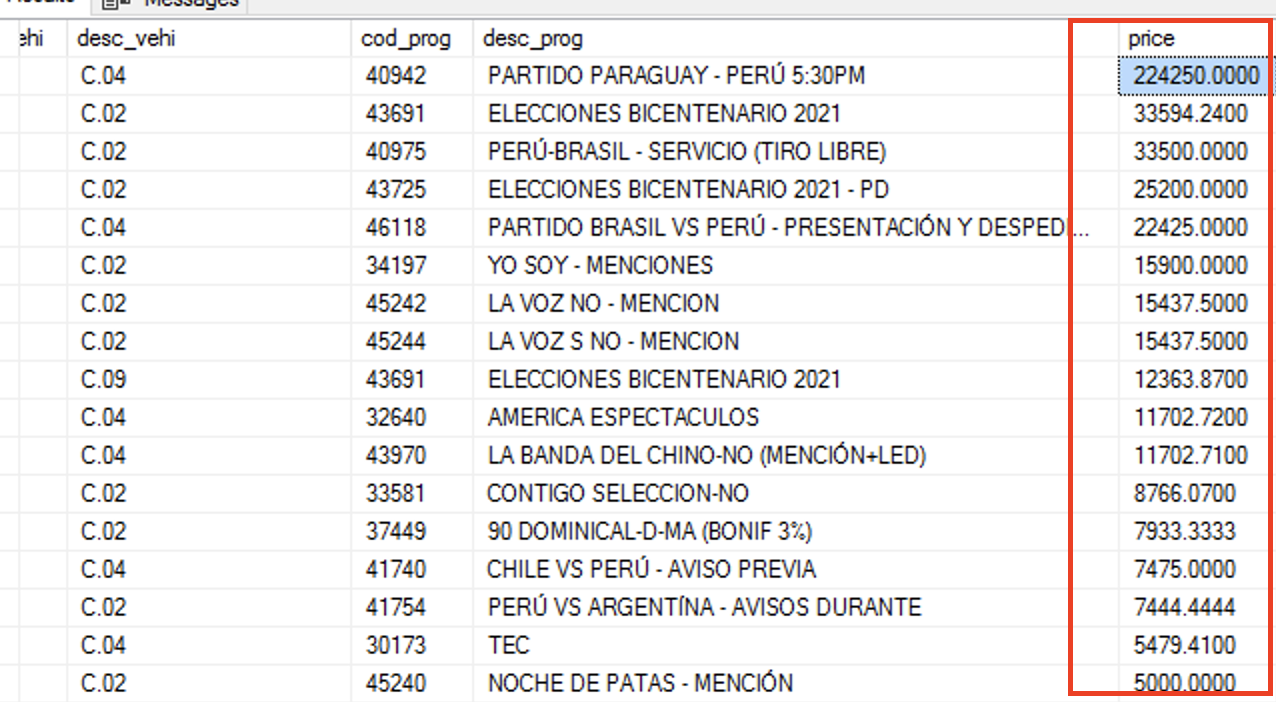 Messages
ehi desc_vehi cod_prog desc_prog price
C.04 40942 PARTIDO PARAGUAY - PERÚ 5:30PM 224250.0000
C.02 43691 ELECCIONES BICENTENARIO 2021 33594.2400
C.02 40975 PERÚ-BRASIL - SERVICIO (TIRO LIBRE) 33500.0000
C.02 43725 ELECCIONES BICENTENARIO 2021 - PD 25200.0000
C.04 46118 PARTIDO BRASIL VS PERÚ - PRESENTACIÓN Y DESPEDI... 22425.0000
C.02 34197 YO SOY - MENCIONES 15900.0000
C.02 45242 LA VOZ NO - MENCION 15437.5000
C.02 45244 LA VOZ S NO - MENCION 15437.5000
C.09 43691 ELECCIONES BICENTENARIO 2021 12363.8700
C.04 32640 AMERICA ESPECTACULOS 11702.7200
C.04 43970 LA BANDA DEL CHINO-NO (MENCIÓN+LED) 11702.7100
C.02 33581 CONTIGO SELECCION-NO 8766.0700
C.02 37449 90 DOMINICAL-D-MA (BONIF 3%) 7933.3333
C.04 41740 CHILE VS PERÚ - AVISO PREVIA 7475.0000
C.02 41754 PERÚ VS ARGENTÍNA - AVISOS DURANTE 7444.4444
C.04 30173 TEC 5479.4100
C.02 45240 NOCHE DE PATAS - MENCIÓN 5000.0000